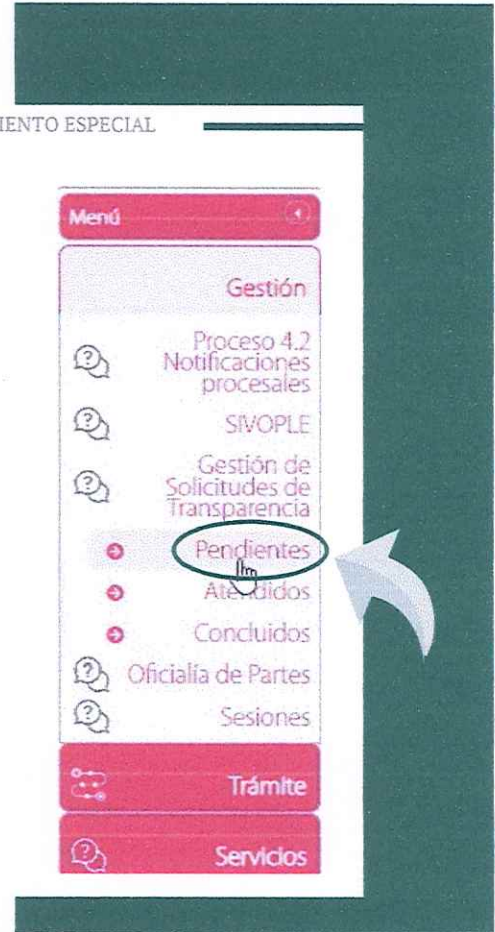 IENTO ESPECIAL
Menú
Gestión
Proceso 4.2
Notificaciones
procesales
SIVOPLE
Gestión de
Solicitudes de
Transparencia
Pendientes
Atendidos
Concluidos
Oficialía de Partes
Sesiones
Trámite
Servicios